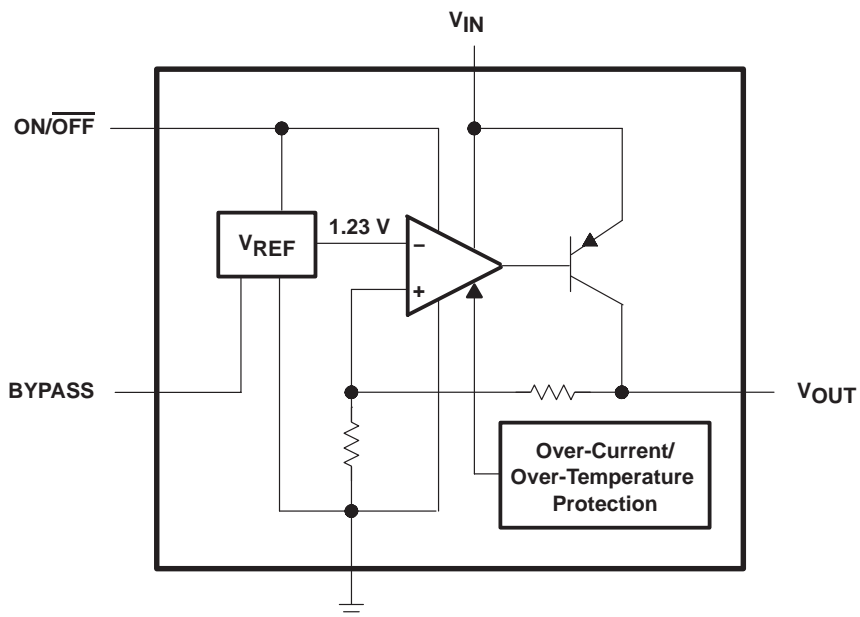 VIN
ON/OFF
1.23 V
VREF
−
+
BYPASS
VOUT
Over-Current/
Over-Temperature
Protection